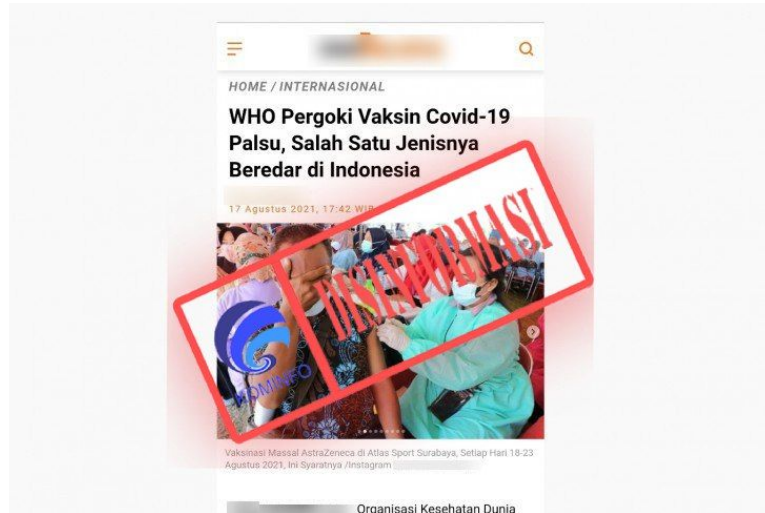 HOME / INTERNASIONAL
WHO Pergoki Vaksin Covid-19
Palsu, Salah Satu Jenisnya
Beredar di Indonesia
17 Agustus 2021, 17:42 WIB
DISINFORMASI
KOMINFO
Vaksinasi Massal AstraZeneca di Atlas Sport Surabaya, Setiap Hari 18-23
Agustus 2021, Ini Syaratnya /Instagram
Organisasi Kesehatan Dunia